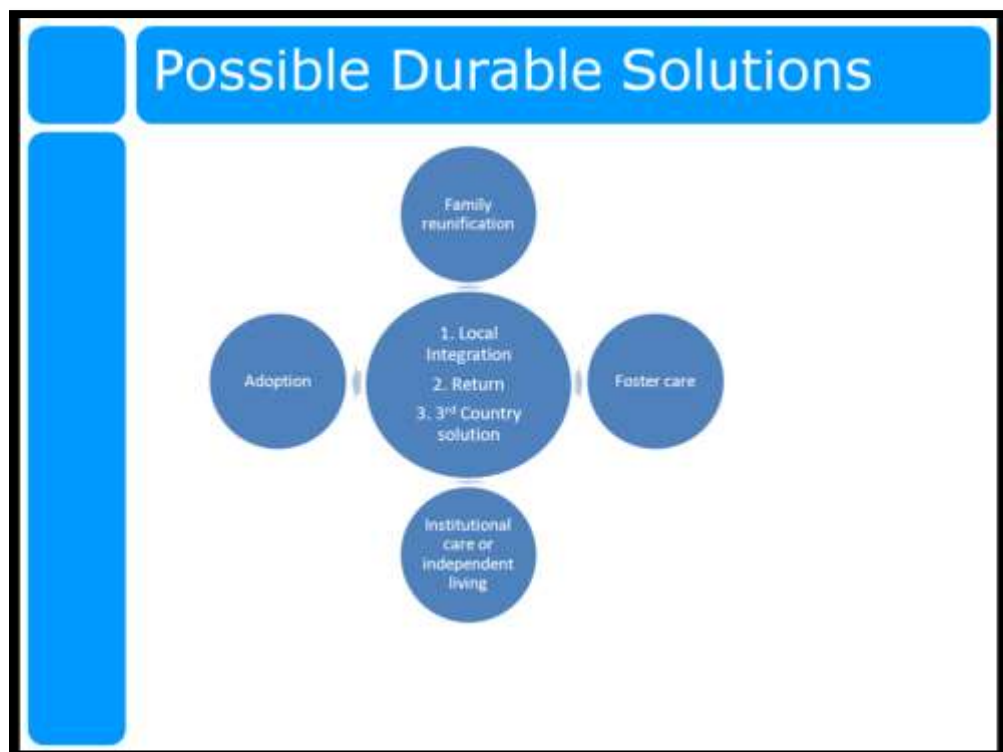 Possible Durable Solutions
Family
reunification
1. Local
Integration
2. Return
3. 3rd Country
solution
Adoption
Foster care
Institutional
care or
independent
living